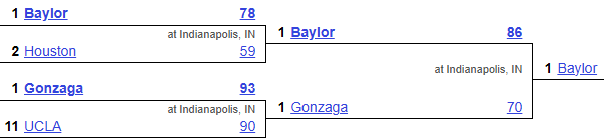 1 Baylor 78
at Indianapolis, IN
2 Houston 59
1 Baylor 86
at Indianapolis, IN
1 Baylor
1 Gonzaga 93
at Indianapolis, IN
11 UCLA 90
1 Gonzaga 70